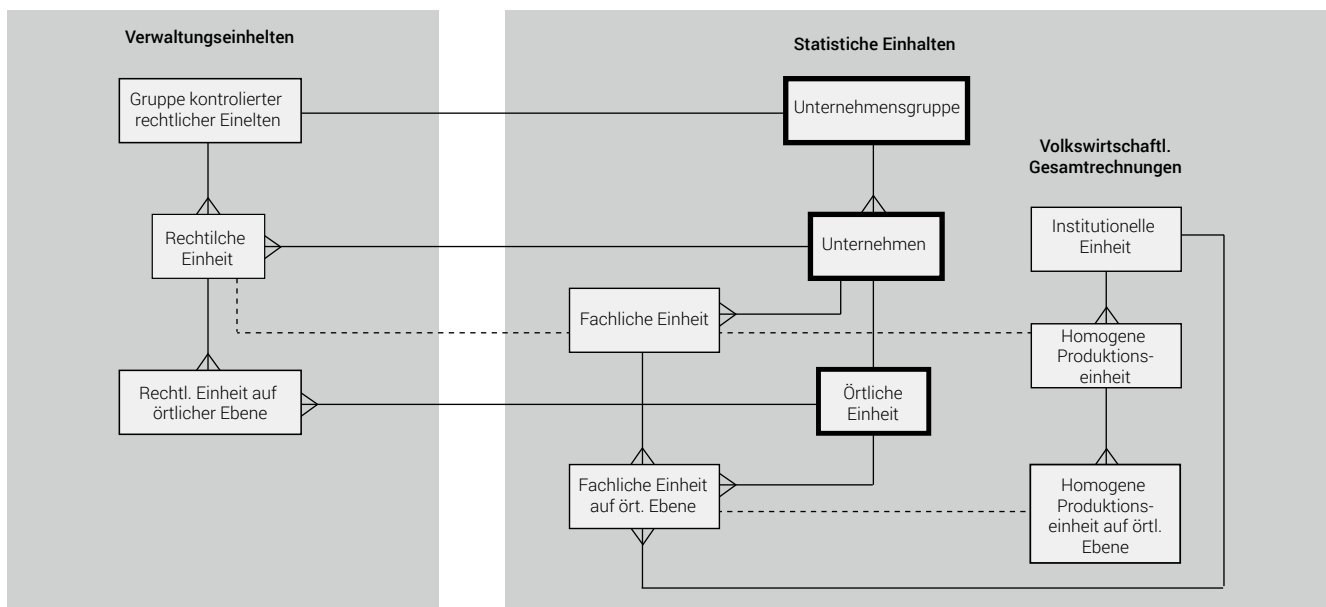 Verwaltungseinhelten
Statistiche Einhalten
Gruppe kontrolierter
rechtlicher Einelten
Unternehmensgruppe
Volkswirtschaftl.
Gesamtrechnungen
Rechtilche
Einheit
Unternehmen
Institutionelle
Einheit
Fachliche Einheit
Homogene
Produktions-
einheit
Rechtl. Einheit auf
örtlicher Ebene
Örtliche
Einheit
Fachliche Einheit
auf ört. Ebene
Homogene
Produktions-
einheit auf örtl.
Ebene